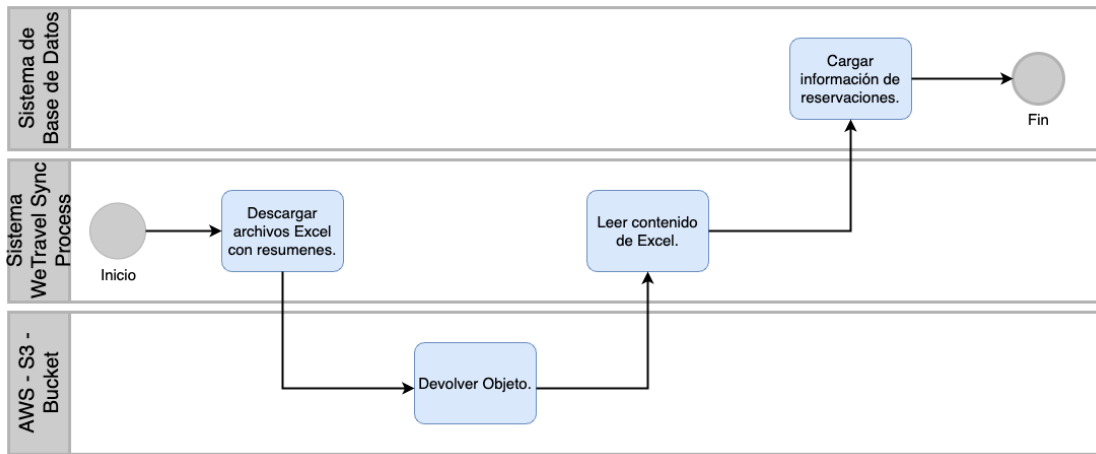 Sistema de
Base de Datos
Cargar
información de
reservaciones.
Fin
Sistema
WeTravel Sync
Process
Inicio
Descargar
archivos Excel
con resumenes.
Leer contenido
de Excel.
AWS - S3 -
Bucket
Devolver Objeto.